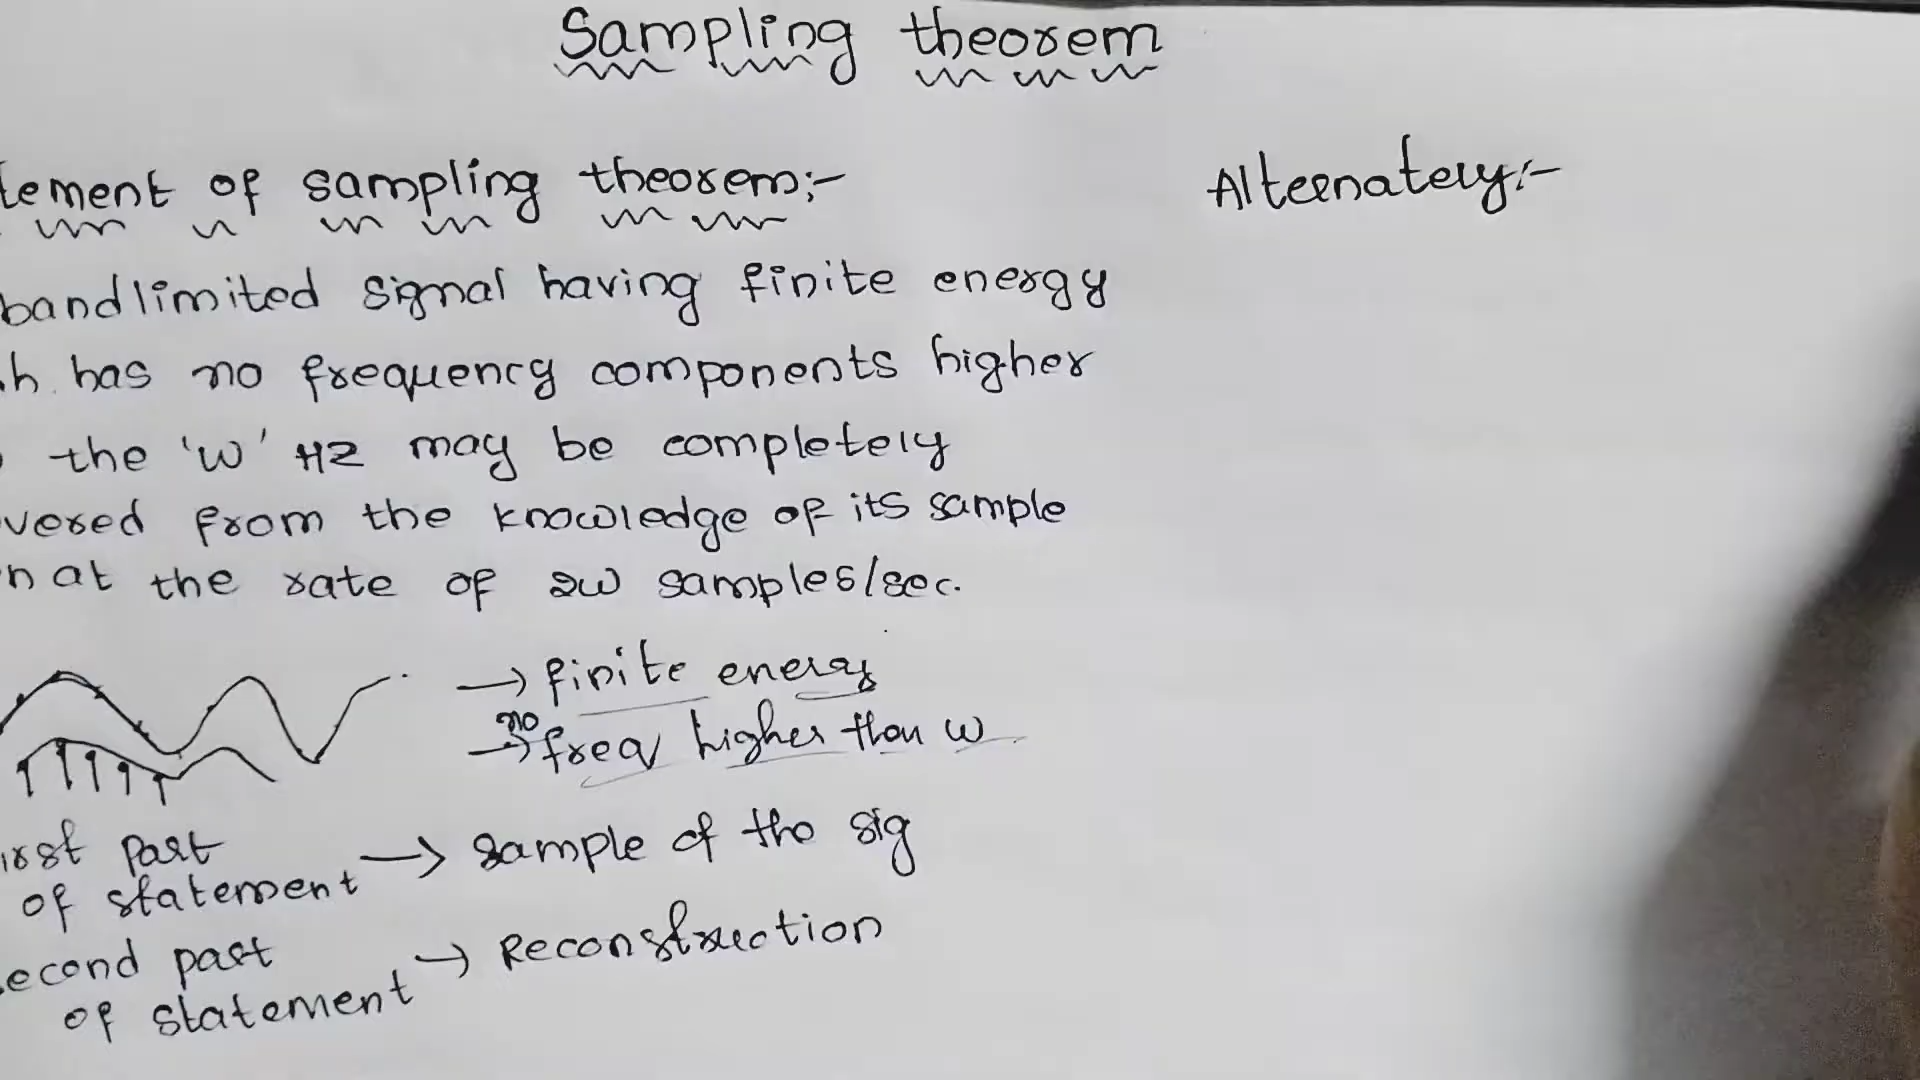 Sampling theorem
tement of sampling theorem:-
Alternately:-
bandlimited signal having finite energy
h has no frequency components higher
the 'W' HZ may be completely
vered from the knowledge of its sample
n at the rate of 2W samples/sec.
→ finite energy
→ no freq higher than W
irst part of statement → sample of the sig
econd part of statement → Reconstruction